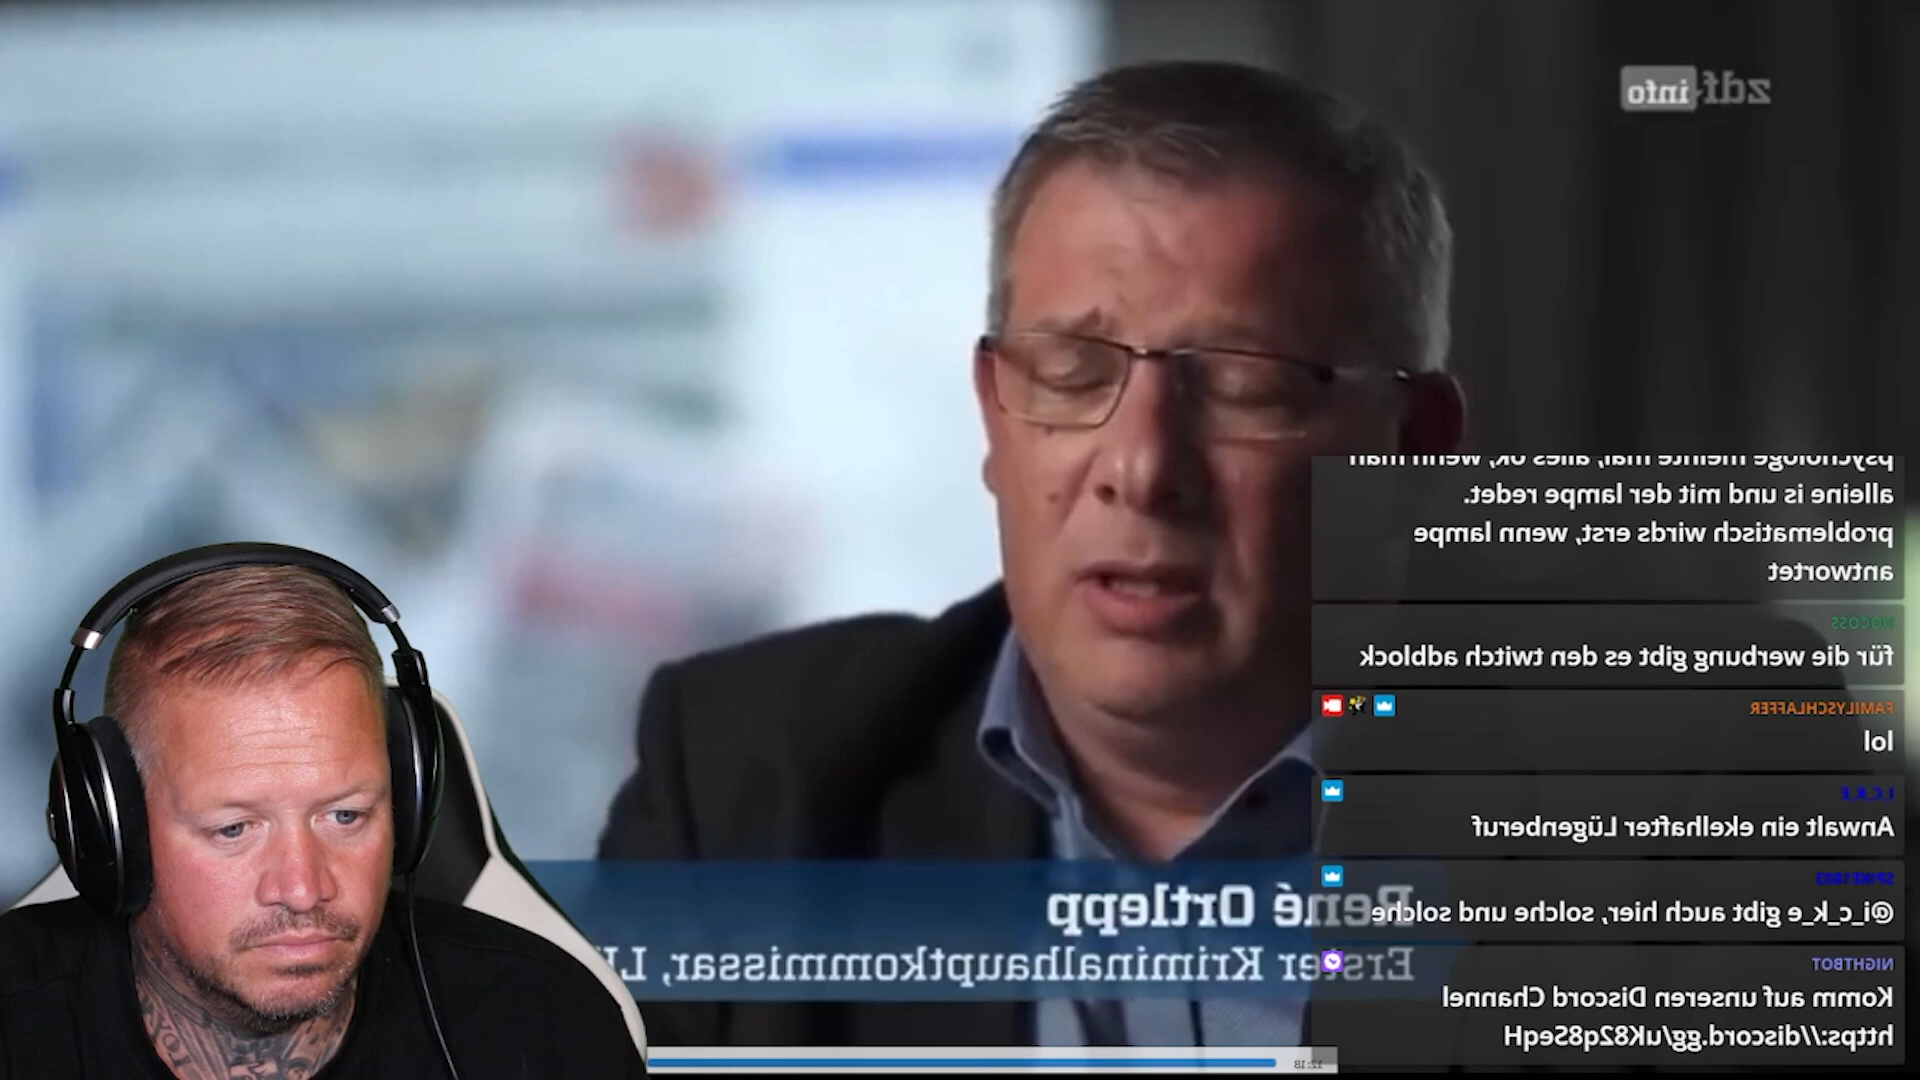 zdf info
alleine is und mit der lampe redet.
problematisch wirds erst, wenn lampe
antwortet
für die werbung gibt es den twitch adblock
FAMILYSCHLAFFER
lol
I_C_K_E
Anwalt ein ekelhafter Lügenberuf
SPIKE1803
@i_c_k_e gibt auch hier, solche und solche
NIGHTBOT
Komm auf unseren Discord Channel
https://discord.gg/uK82q8SeqH
René Ortlepp
Erster Kriminalhauptkommissar,
12:18